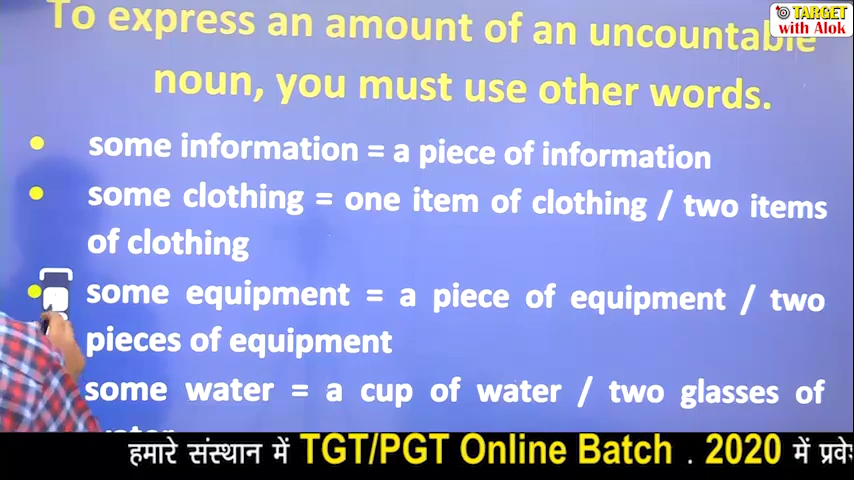 TARGET
with Alok
To express an amount of an uncountable
noun, you must use other words.
some information = a piece of information
some clothing = one item of clothing / two items
of clothing
some equipment = a piece of equipment / two
pieces of equipment
some water = a cup of water / two glasses of
water
हमारे संस्थान में TGT/PGT Online Batch . 2020 में प्रवे